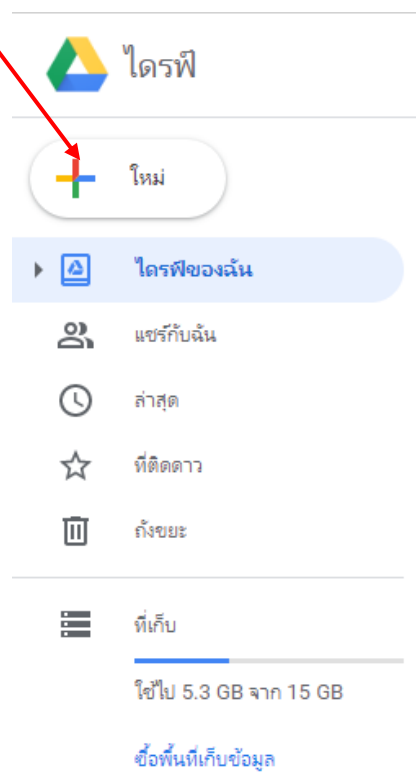 ไดรฟ์
ใหม่
ไดรฟ์ของฉัน
แชร์กับฉัน
ล่าสุด
ที่ติดดาว
ถังขยะ
ที่เก็บ
ใช้ไป 5.3 GB จาก 15 GB
ซื้อพื้นที่เก็บข้อมูล